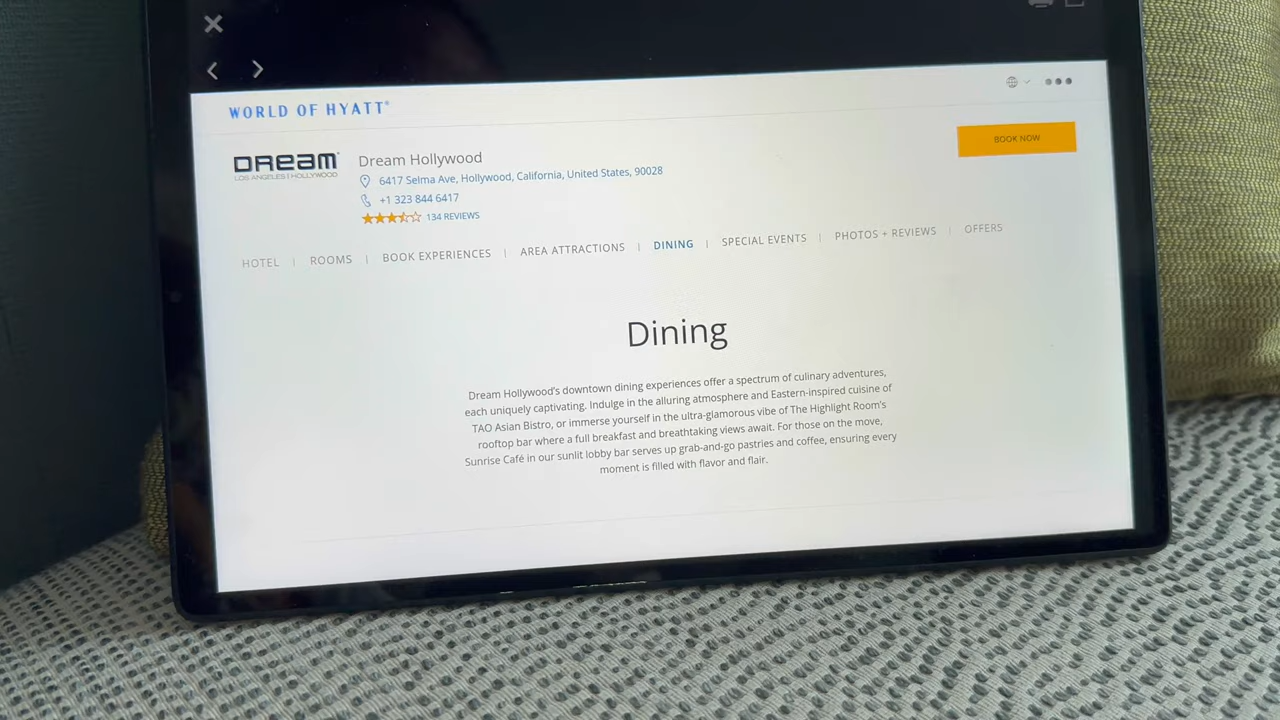 WORLD OF HYATT®
DREAM®
LOS ANGELES | HOLLYWOOD
Dream Hollywood
6417 Selma Ave, Hollywood, California, United States, 90028
+1 323 844 6417
134 REVIEWS
BOOK NOW
HOTEL | ROOMS | BOOK EXPERIENCES | AREA ATTRACTIONS | DINING | SPECIAL EVENTS | PHOTOS + REVIEWS | OFFERS
Dining
Dream Hollywood's downtown dining experiences offer a spectrum of culinary adventures,
each uniquely captivating. Indulge in the alluring atmosphere and Eastern-inspired cuisine of
TAO Asian Bistro, or immerse yourself in the ultra-glamorous vibe of The Highlight Room's
rooftop bar where a full breakfast and breathtaking views await. For those on the move,
Sunrise Café in our sunlit lobby bar serves up grab-and-go pastries and coffee, ensuring every
moment is filled with flavor and flair.